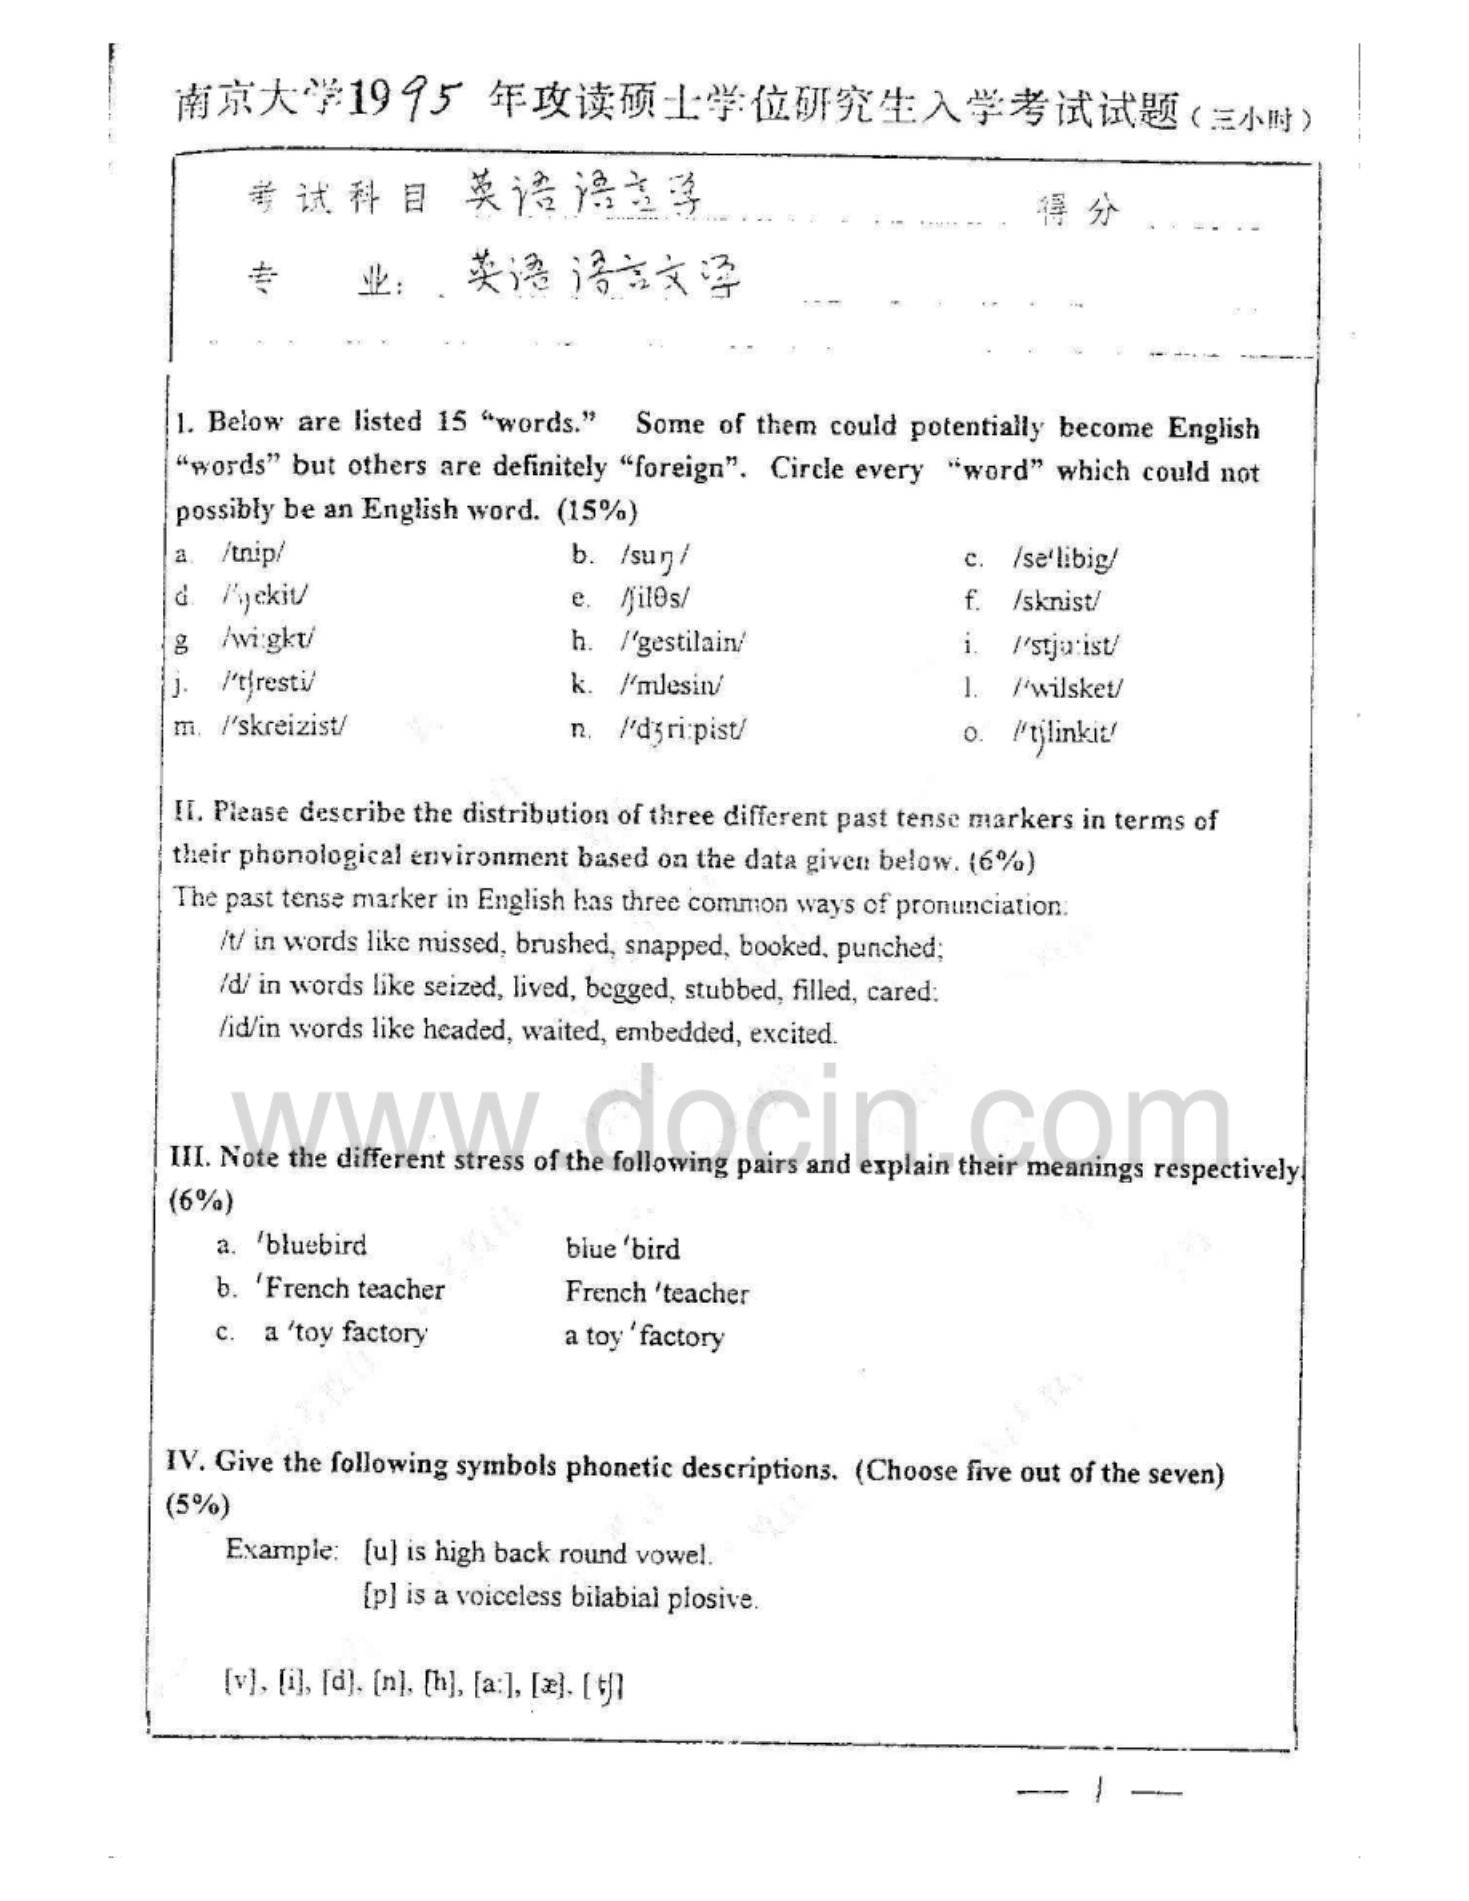 南京大学1995 年攻读硕士学位研究生入学考试试题(三小时)
考试科目 英语语言学 得分
专 业: 英语语言文学
I. Below are listed 15 “words.” Some of them could potentially become English
“words” but others are definitely “foreign”. Circle every “word” which could not
possibly be an English word. (15%)
a. /tnip/ b. /suŋ/ c. /se'libig/
d. /'ŋekit/ e. /ʃilθs/ f. /sknist/
g /wi:gkt/ h. /'gestilain/ i. /'stju:ist/
j. /'tʃresti/ k. /'mlesin/ l. /'wilsket/
m. /'skreizist/ n. /'dʒri:pist/ o. /'tʃlinkit/
II. Please describe the distribution of three different past tense markers in terms of
their phonological environment based on the data given below. (6%)
The past tense marker in English has three common ways of pronunciation:
/t/ in words like missed, brushed, snapped, booked, punched;
/d/ in words like seized, lived, begged, stubbed, filled, cared;
/id/in words like headed, waited, embedded, excited.
www.docin.com
III. Note the different stress of the following pairs and explain their meanings respectively.
(6%)
a. 'bluebird blue 'bird
b. 'French teacher French 'teacher
c. a 'toy factory a toy 'factory
IV. Give the following symbols phonetic descriptions. (Choose five out of the seven)
(5%)
Example: [u] is high back round vowel.
[p] is a voiceless bilabial plosive.
[v], [i], [d], [n], [h], [a:], [æ], [tʃ]
— 1 —